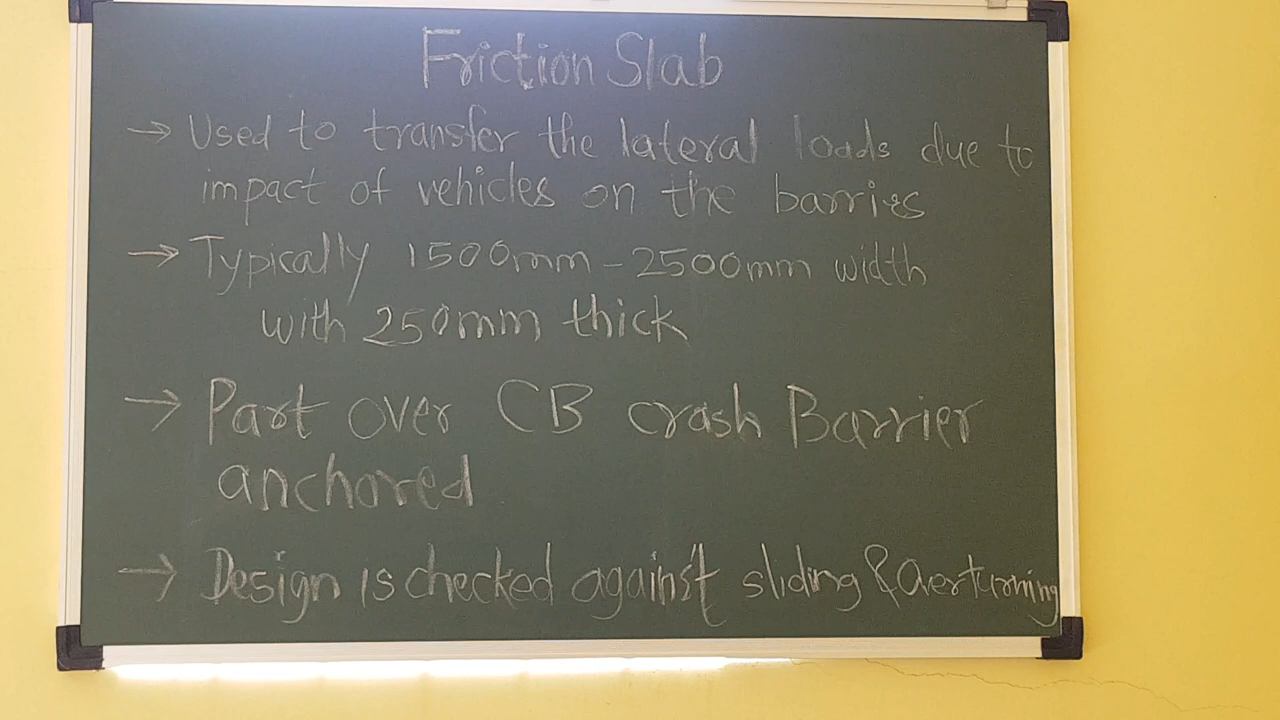 Friction Slab
→ Used to transfer the lateral loads due to
impact of vehicles on the barries
→ Typically 1500mm - 2500mm width
with 250mm thick
→ Part over CB crash Barrier
anchored
→ Design is checked against sliding & Overturning